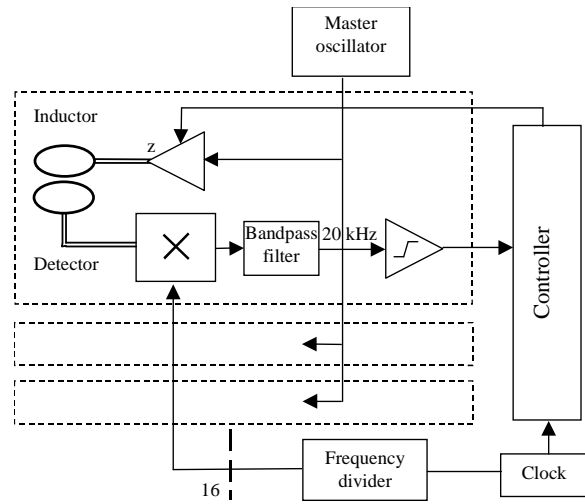 Master
oscillator
Inductor
z
Detector
Bandpass
filter
20 kHz
Controller
16
Frequency
divider
Clock